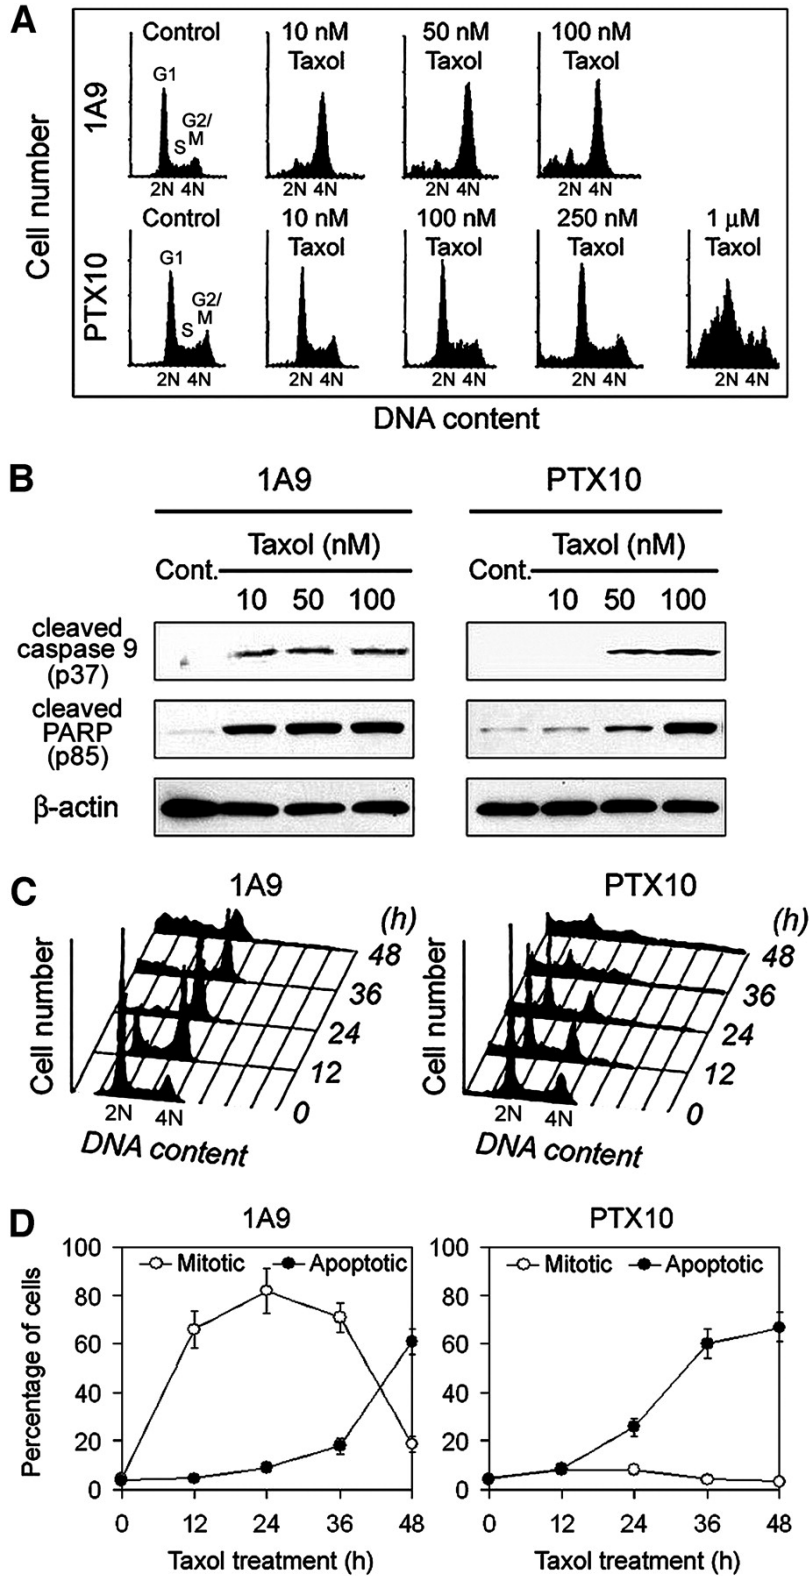 A
Control
10 nM
Taxol
50 nM
Taxol
100 nM
Taxol
1A9
G1
S
G2/
M
2N 4N
2N 4N
2N 4N
2N 4N
Cell number
Control
10 nM
Taxol
100 nM
Taxol
250 nM
Taxol
1 μM
Taxol
PTX10
G1
S
G2/
M
2N 4N
2N 4N
2N 4N
2N 4N
2N 4N
DNA content
B
1A9
PTX10
Taxol (nM)
Taxol (nM)
Cont.
Cont.
10 50 100
10 50 100
cleaved
caspase 9
(p37)
cleaved
PARP
(p85)
β-actin
C
1A9
PTX10
(h)
(h)
Cell number
Cell number
48
36
24
12
0
48
36
24
12
0
2N 4N
2N 4N
DNA content
DNA content
D
1A9
PTX10
Percentage of cells
100
80
60
40
20
0
Mitotic Apoptotic
0 12 24 36 48
Taxol treatment (h)
100
80
60
40
20
0
Mitotic Apoptotic
0 12 24 36 48
Taxol treatment (h)